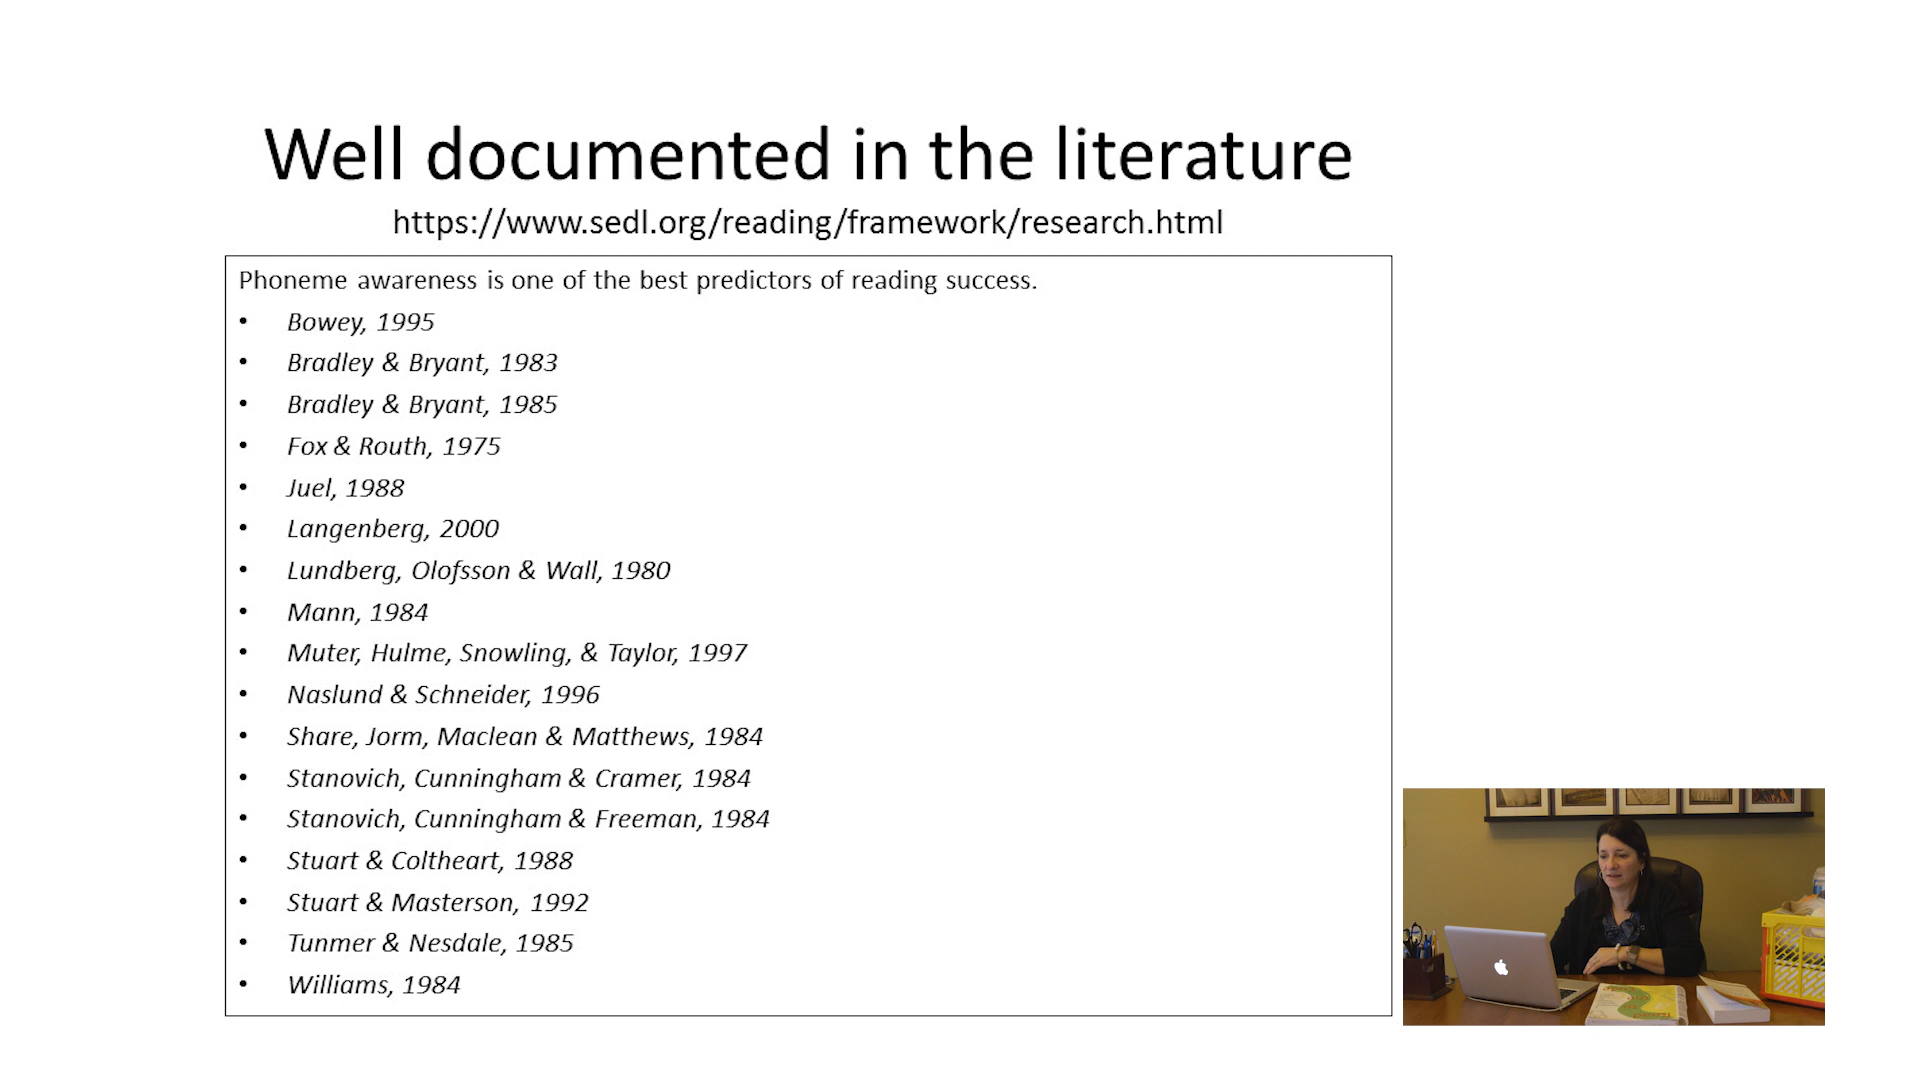 Well documented in the literature
https://www.sedl.org/reading/framework/research.html
Phoneme awareness is one of the best predictors of reading success.
• Bowey, 1995
• Bradley & Bryant, 1983
• Bradley & Bryant, 1985
• Fox & Routh, 1975
• Juel, 1988
• Langenberg, 2000
• Lundberg, Olofsson & Wall, 1980
• Mann, 1984
• Muter, Hulme, Snowling, & Taylor, 1997
• Naslund & Schneider, 1996
• Share, Jorm, Maclean & Matthews, 1984
• Stanovich, Cunningham & Cramer, 1984
• Stanovich, Cunningham & Freeman, 1984
• Stuart & Coltheart, 1988
• Stuart & Masterson, 1992
• Tunmer & Nesdale, 1985
• Williams, 1984